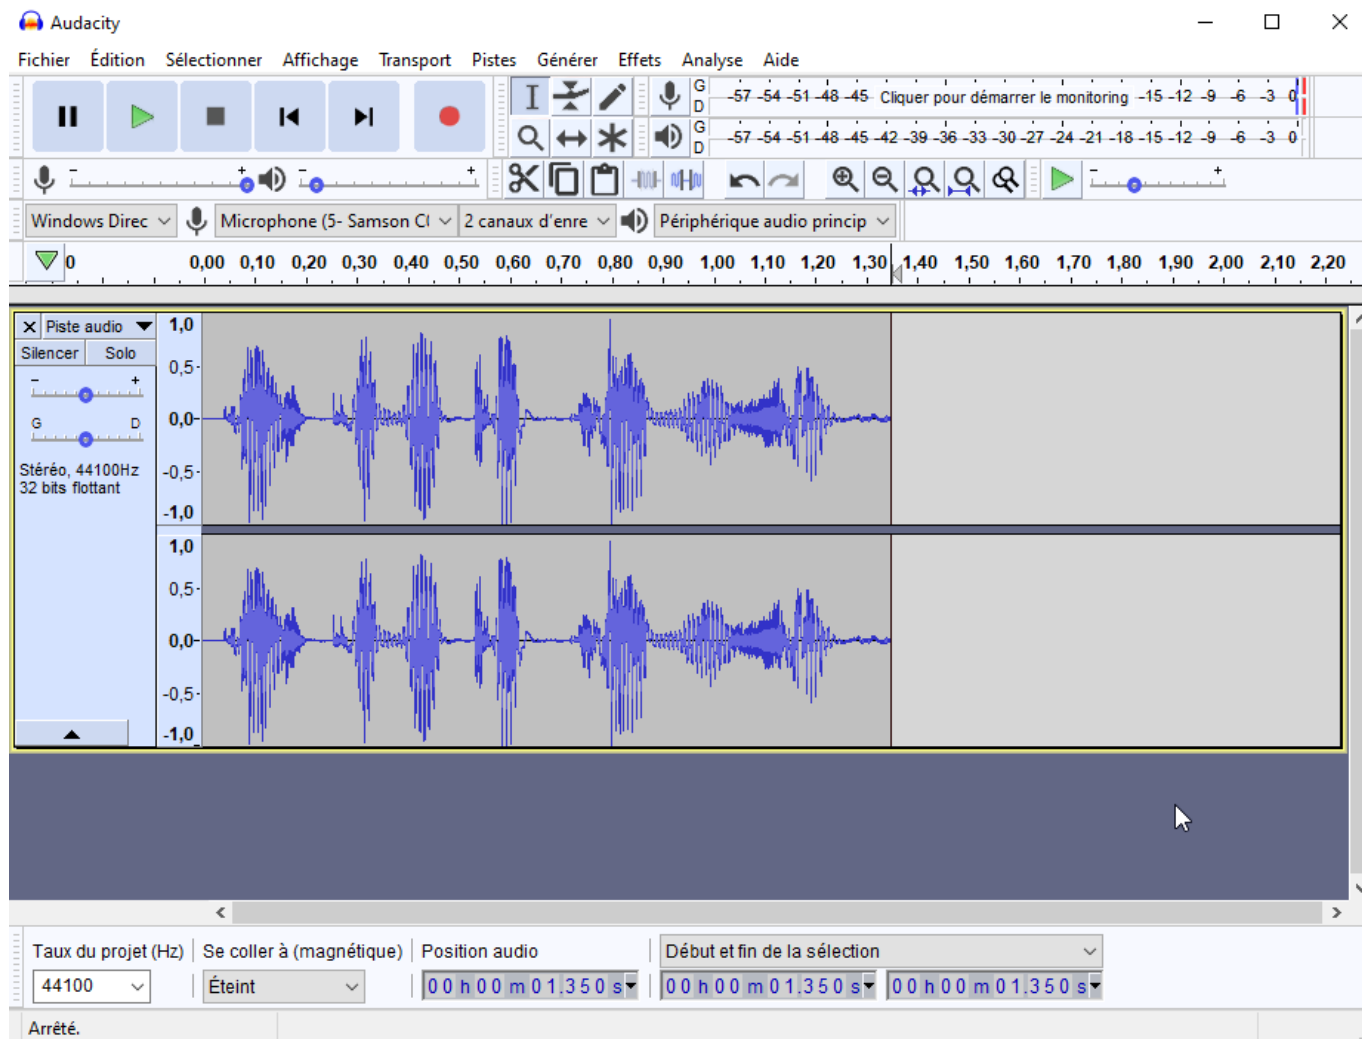 Audacity
Fichier Édition Sélectionner Affichage Transport Pistes Générer Effets Analyse Aide
G
D
-57 -54 -51 -48 -45 Cliquer pour démarrer le monitoring -15 -12 -9 -6 -3 0
G
D
-57 -54 -51 -48 -45 -42 -39 -36 -33 -30 -27 -24 -21 -18 -15 -12 -9 -6 -3 0
- + - +
- +
Windows Direc Microphone (5- Samson 2 canaux d'enre Périphérique audio princip
0 0,00 0,10 0,20 0,30 0,40 0,50 0,60 0,70 0,80 0,90 1,00 1,10 1,20 1,30 1,40 1,50 1,60 1,70 1,80 1,90 2,00 2,10 2,20
Piste audio
Silencer Solo
- +
G D
Stéréo, 44100Hz
32 bits flottant
1,0
0,5-
0,0-
-0,5-
-1,0
1,0
0,5-
0,0-
-0,5-
-1,0
Taux du projet (Hz) Se coller à (magnétique) Position audio Début et fin de la sélection
44100 Éteint 00 h 00 m 01.350 s 00 h 00 m 01.350 s 00 h 00 m 01.350 s
Arrêté.